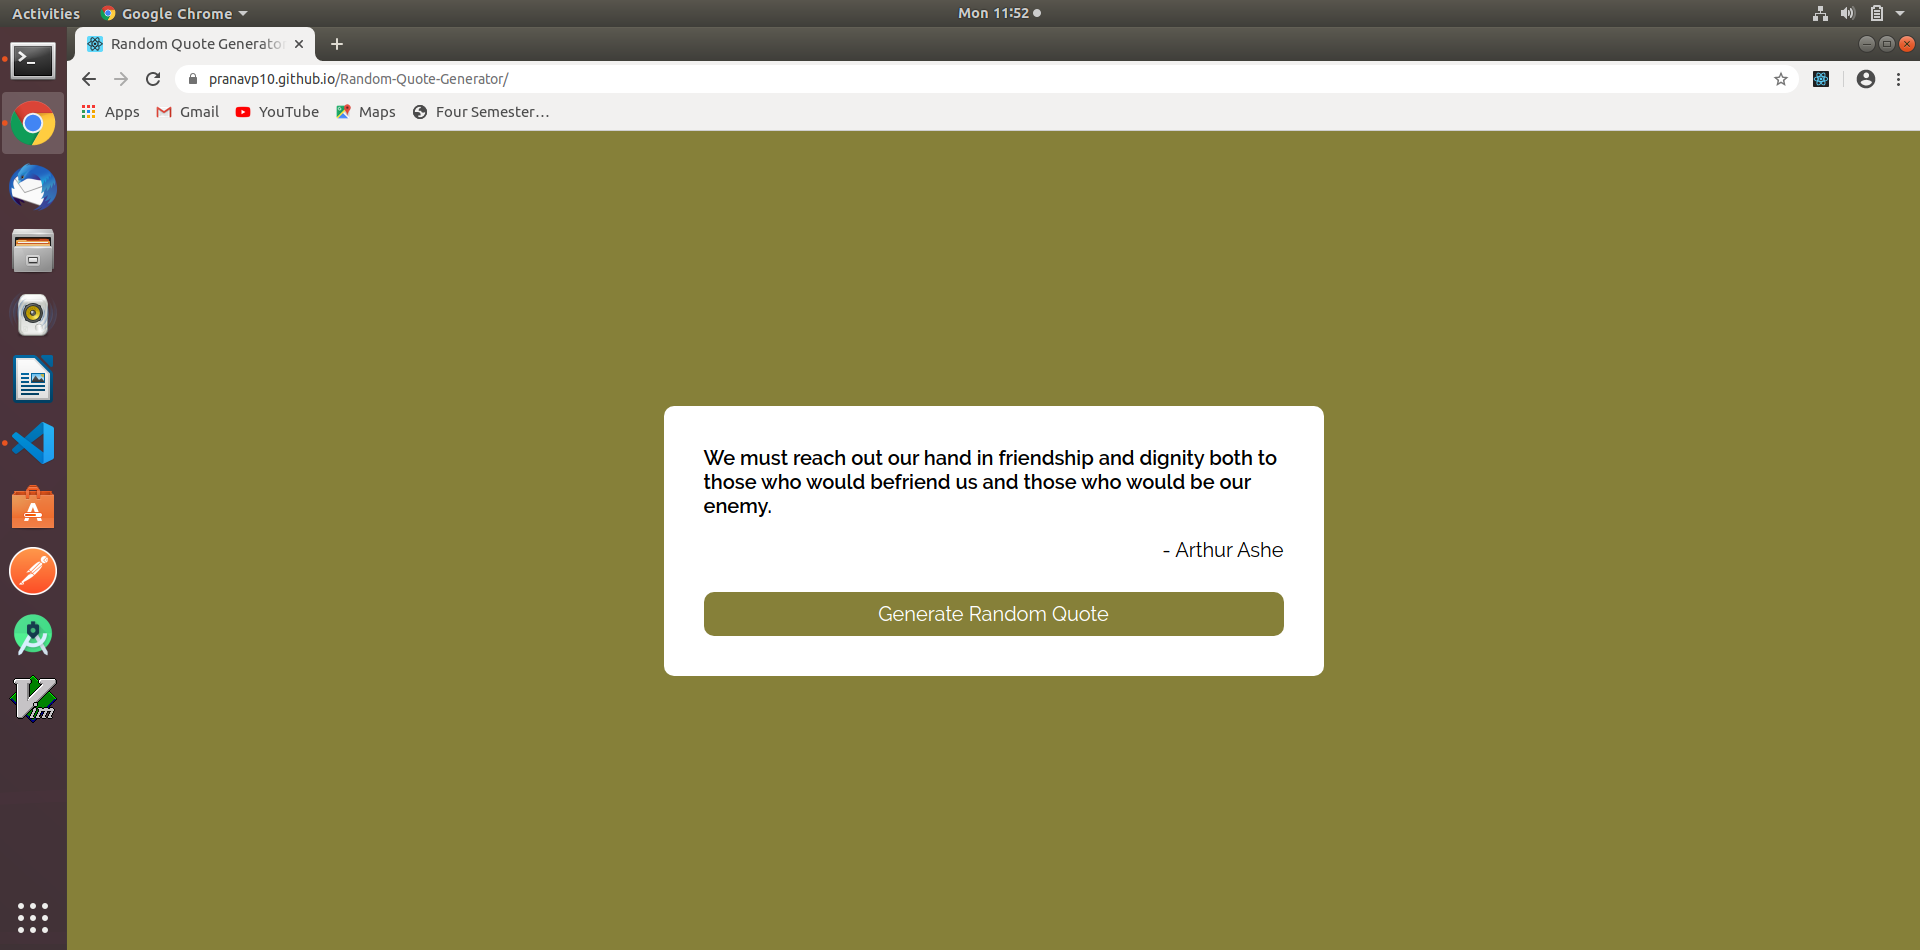 Activities
Google Chrome
Mon 11:52
Random Quote Generato
pranavp10.github.io/Random-Quote-Generator/
Apps
Gmail
YouTube
Maps
Four Semester...
We must reach out our hand in friendship and dignity both to
those who would befriend us and those who would be our
enemy.
- Arthur Ashe
Generate Random Quote
Vim